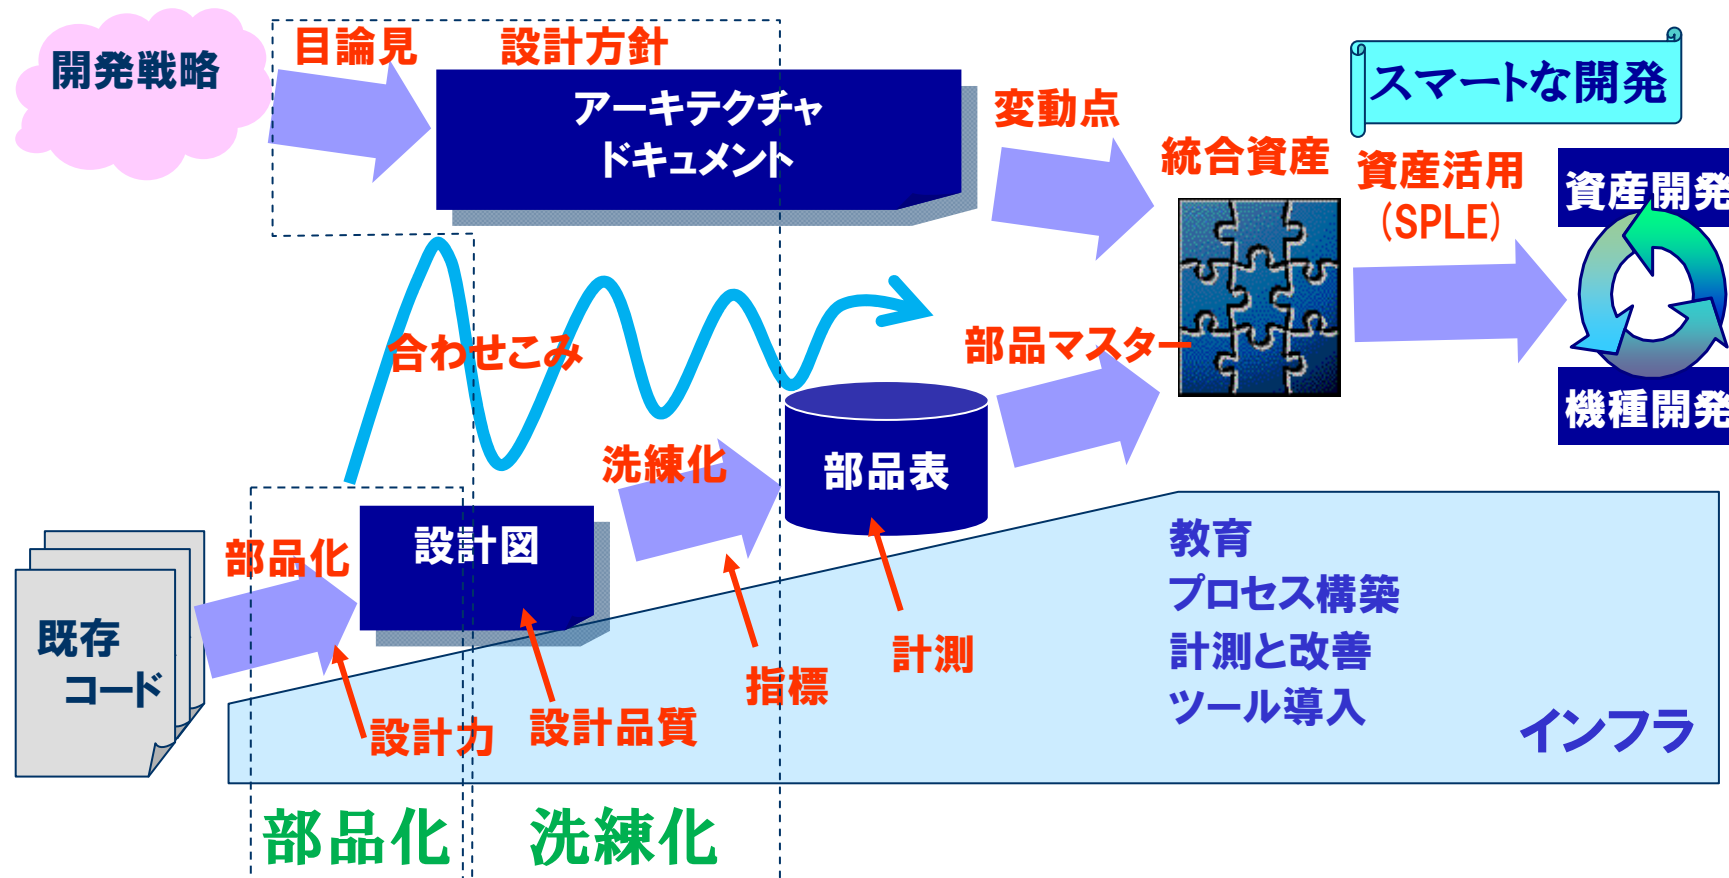 開発戦略
目論見
設計方針
スマートな開発
アーキテクチャ
ドキュメント
変動点
統合資産
資産活用
(SPLE)
資産開発
合わせこみ
部品マスター
機種開発
洗練化
部品表
部品化
設計図
既存
コード
設計力
設計品質
指標
計測
教育
プロセス構築
計測と改善
ツール導入
インフラ
部品化
洗練化